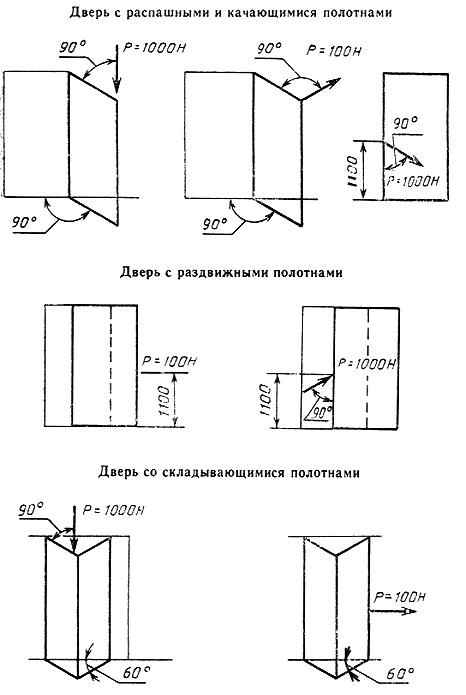 Дверь с распашными и качающимися полотнами
90° P=1000H 90° P=100H
90°
1100
P=1000H
90° 90°
Дверь с раздвижными полотнами
P=100H P=1000H
1100 1100 90°
Дверь со складывающимися полотнами
90° P=1000H
P=100H
60° 60°